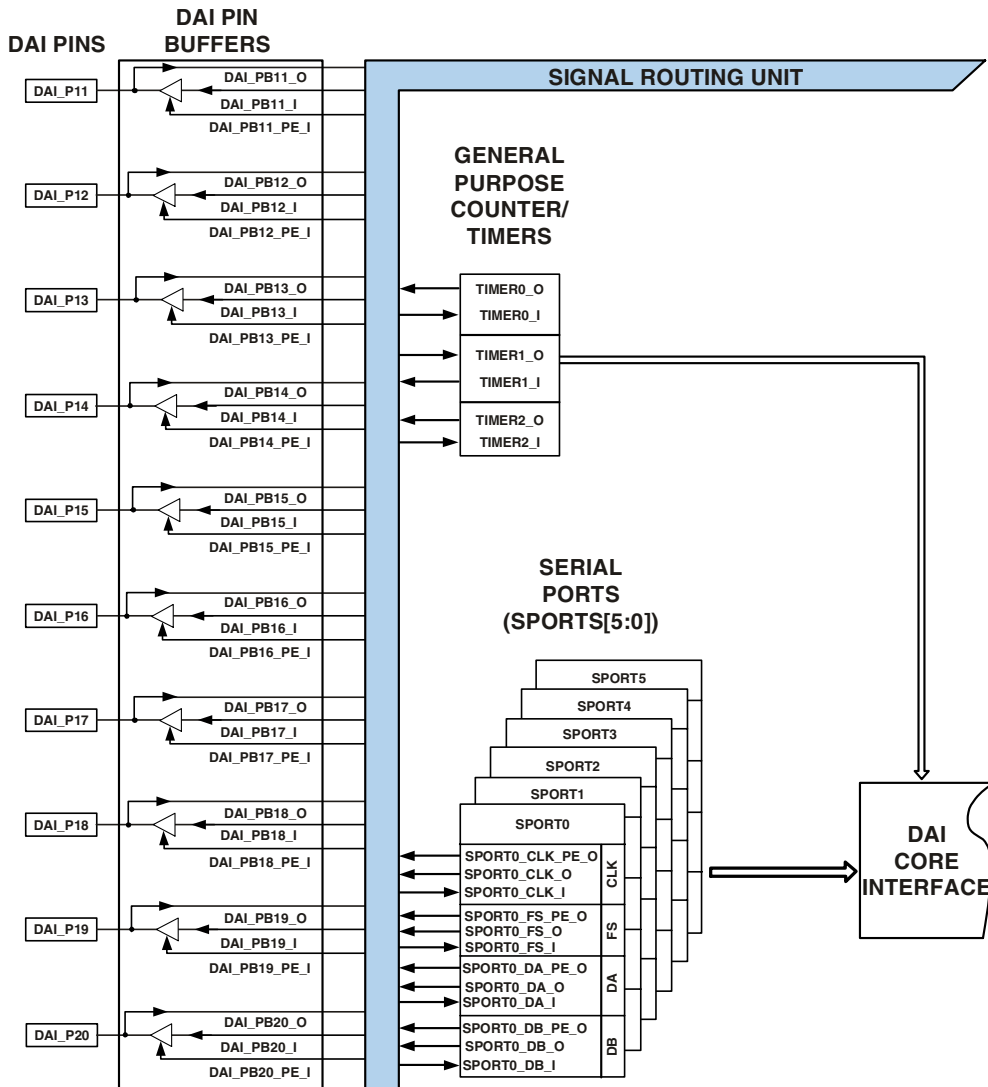 DAI PINS
DAI PIN
BUFFERS
DAI_P11
DAI_PB11_O
DAI_PB11_I
DAI_PB11_PE_I
DAI_P12
DAI_PB12_O
DAI_PB12_I
DAI_PB12_PE_I
DAI_P13
DAI_PB13_O
DAI_PB13_I
DAI_PB13_PE_I
DAI_P14
DAI_PB14_O
DAI_PB14_I
DAI_PB14_PE_I
DAI_P15
DAI_PB15_O
DAI_PB15_I
DAI_PB15_PE_I
DAI_P16
DAI_PB16_O
DAI_PB16_I
DAI_PB16_PE_I
DAI_P17
DAI_PB17_O
DAI_PB17_I
DAI_PB17_PE_I
DAI_P18
DAI_PB18_O
DAI_PB18_I
DAI_PB18_PE_I
DAI_P19
DAI_PB19_O
DAI_PB19_I
DAI_PB19_PE_I
DAI_P20
DAI_PB20_O
DAI_PB20_I
DAI_PB20_PE_I
SIGNAL ROUTING UNIT
GENERAL
PURPOSE
COUNTER/
TIMERS
TIMER0_O
TIMER0_I
TIMER1_O
TIMER1_I
TIMER2_O
TIMER2_I
SERIAL
PORTS
(SPORTS[5:0])
SPORT5
SPORT4
SPORT3
SPORT2
SPORT1
SPORT0
SPORT0_CLK_PE_O
SPORT0_CLK_O
SPORT0_CLK_I
CLK
SPORT0_FS_PE_O
SPORT0_FS_O
SPORT0_FS_I
FS
SPORT0_DA_PE_O
SPORT0_DA_O
SPORT0_DA_I
DA
SPORT0_DB_PE_O
SPORT0_DB_O
SPORT0_DB_I
DB
DAI
CORE
INTERFACE